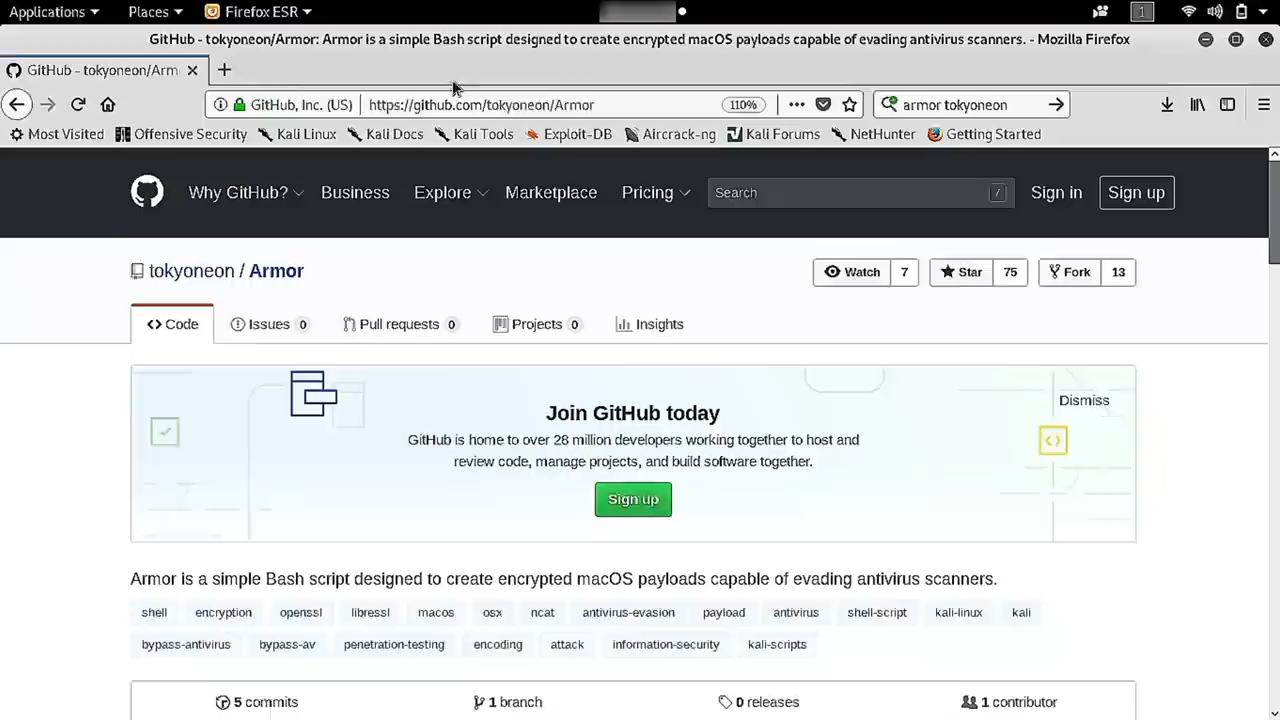 Applications Places Firefox ESR 1
GitHub - tokyoneon/Armor: Armor is a simple Bash script designed to create encrypted macOS payloads capable of evading antivirus scanners. - Mozilla Firefox
GitHub - tokyoneon/Arm
GitHub, Inc. (US) https://github.com/tokyoneon/Armor 110% armor tokyoneon
Most Visited Offensive Security Kali Linux Kali Docs Kali Tools Exploit-DB Aircrack-ng Kali Forums NetHunter Getting Started
Why GitHub? Business Explore Marketplace Pricing Search / Sign in Sign up
tokyoneon / Armor Watch 7 Star 75 Fork 13
Code Issues 0 Pull requests 0 Projects 0 Insights
Dismiss
Join GitHub today
GitHub is home to over 28 million developers working together to host and
review code, manage projects, and build software together.
Sign up
Armor is a simple Bash script designed to create encrypted macOS payloads capable of evading antivirus scanners.
shell encryption openssl libressl macos osx ncat antivirus-evasion payload antivirus shell-script kali-linux kali
bypass-antivirus bypass-av penetration-testing encoding attack information-security kali-scripts
5 commits 1 branch 0 releases 1 contributor